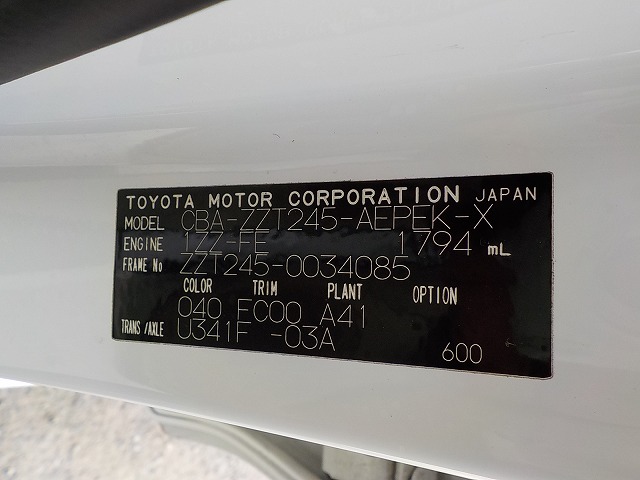 TOYOTA MOTOR CORPORATION JAPAN
MODEL CBA-ZZT245-AEPEK-X
ENGINE 1ZZ-FE 1794 mL
FRAME No ZZT245-0034085
COLOR TRIM PLANT OPTION
040 FC00 A41
TRANS/AXLE U341F -03A
600